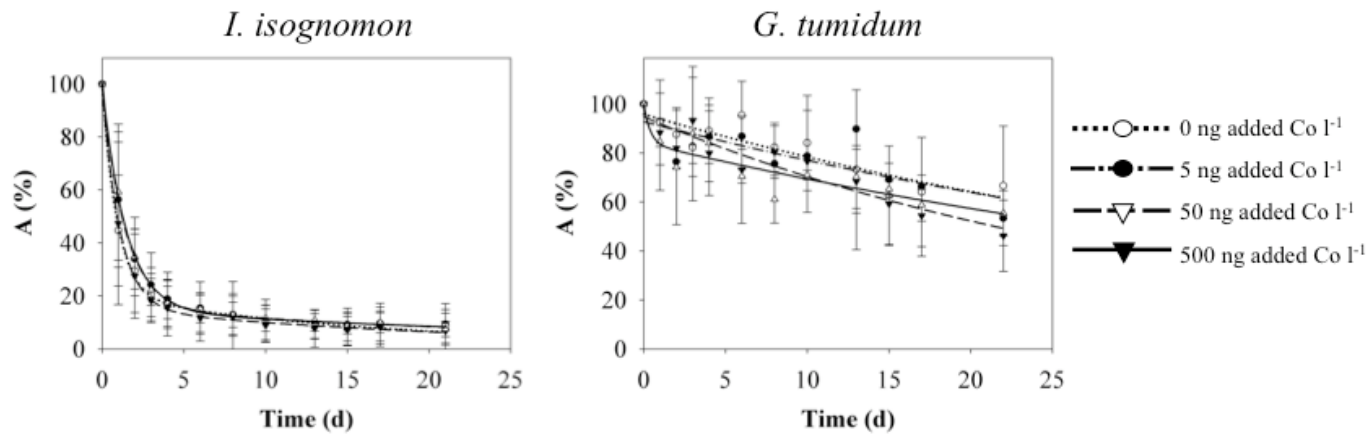 I. isognomon
G. tumidum
100
80
60
40
20
0
A (%)
0 5 10 15 20 25
Time (d)
100
80
60
40
20
0
A (%)
0 5 10 15 20 25
Time (d)
0 ng added Co l⁻¹
5 ng added Co l⁻¹
50 ng added Co l⁻¹
500 ng added Co l⁻¹